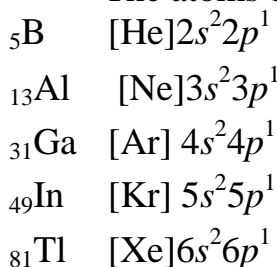 ₅B [He]2s²2p¹
₁₃Al [Ne]3s²3p¹
₃₁Ga [Ar] 4s²4p¹
₄₉In [Kr] 5s²5p¹
₈₁Tl [Xe]6s²6p¹